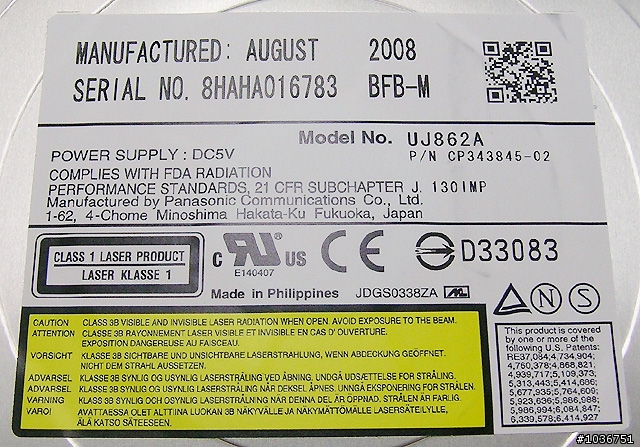 MANUFACTURED: AUGUST 2008
SERIAL NO. 8HAHA016783 BFB-M
Model No. UJ862A
POWER SUPPLY : DC5V P/N CP343845-02
COMPLIES WITH FDA RADIATION
PERFORMANCE STANDARDS, 21 CFR SUBCHAPTER J. 1301MP
Manufactured by Panasonic Communications Co., Ltd.
1-62, 4-Chome Minoshima Hakata-Ku Fukuoka, Japan
CLASS 1 LASER PRODUCT
LASER KLASSE 1
C RU US CE D33083
E140407
Made in Philippines JDGS0338ZA
N S
CAUTION CLASS 3B VISIBLE AND INVISIBLE LASER RADIATION WHEN OPEN. AVOID EXPOSURE TO THE BEAM.
ATTENTION CLASSE 3B RAYONNEMENT LASER VISIBLE ET INVISIBLE EN CAS D' OUVERTURE.
EXPOSITION DANGEREUSE AU FAISCEAU.
VORSICHT KLASSE 3B SICHTBARE UND UNSICHTBARE LASERSTRAHLUNG, WENN ABDECKUNG GEÖFFNET.
NICHT DEM STRAHL AUSSETZEN.
ADVARSEL KLASSE 3B SYNLIG OG USYNLIG LASERSTRÅLING VED ÅBNING. UNDGÅ UDSÆTTELSE FOR STRÅLING.
ADVARSEL KLASSE 3B SYNLIG OG USYNLIG LASERSTRÅLING NÅR DEKSEL ÅPNES. UNNGÅ EKSPONERING FOR STRÅLEN.
VARNING KLASS 3B SYNLIG OCH OSYNLIG LASERSTRÅLNING NÄR DENNA DEL ÄR ÖPPNAD. STRÅLEN ÄR FARLIG.
VARO! AVATTAESSA OLET ALTTIINA LUOKAN 3B NÄKYVÄLLE JA NÄKYMÄTTÖMÄLLE LASERSÄTEILYLLE,
ÄLÄ KATSO SÄTEESEEN.
This product is covered
by one or more of the
following U.S. Patents:
RE37,084;4,734,904;
4,750,378;4,868,821;
4,939,717;5,109,373;
5,313,443;5,414,686;
5,677,935;5,764,606;
5,923,636;5,986,988;
5,986,994;6,084,847;
6,339,578;6,414,927
#1036751